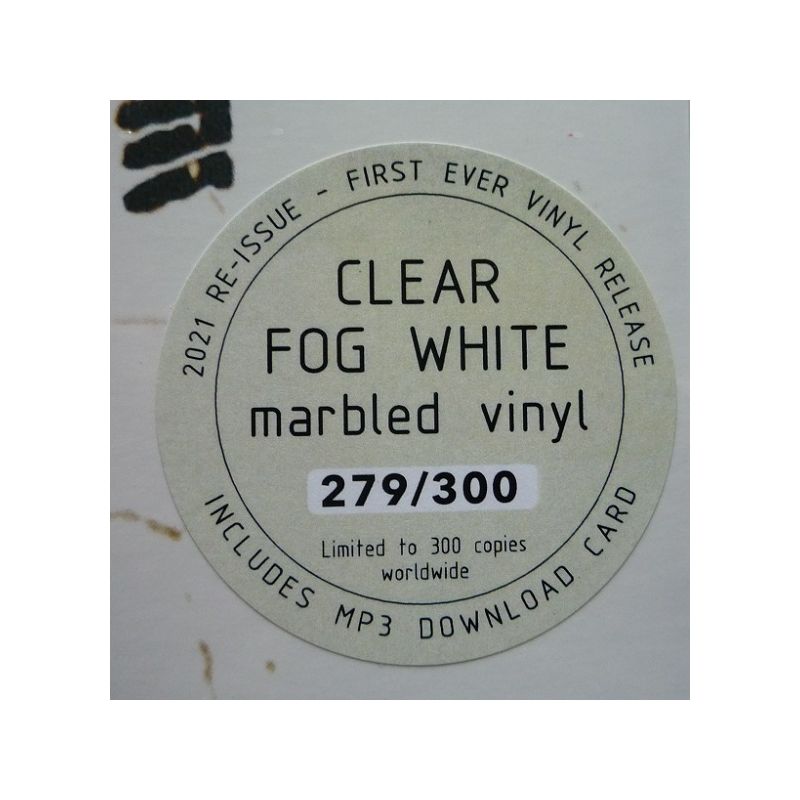 2021 RE-ISSUE - FIRST EVER VINYL RELEASE
CLEAR
FOG WHITE
marbled vinyl
279/300
Limited to 300 copies
worldwide
INCLUDES MP3 DOWNLOAD CARD